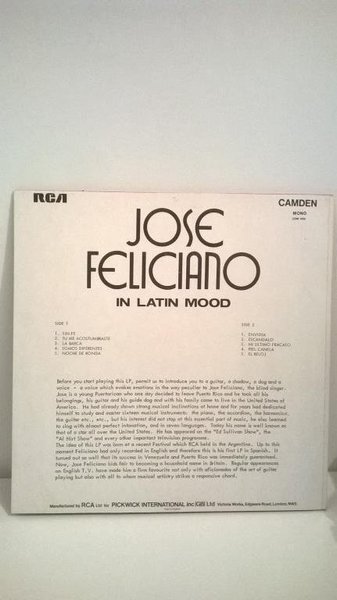 RCA
CAMDEN
MONO
JOSE
FELICIANO
IN LATIN MOOD
SIDE 1
1. SIN FE
2. TU ME ACOSTUMBRASTE
3. LA BARCA
4. SOMOS DIFERENTES
5. NOCHE DE RONDA
SIDE 2
1. ENVIDIA
2. ESCANDALO
3. MI ULTIMO FRACASO
4. PIEL CANELA
5. EL RELOJ
Before you start playing this LP, permit us to introduce you to a guitar, a shadow, a dog and a
voice - a voice which evokes emotions in the way peculiar to Jose Feliciano, the blind singer.
Jose is a young Puertorican who one day decided to leave Puerto Rico and he took all his
belongings, his guitar and his guide dog and with his family came to live in the United States of
America. He had already shown strong musical inclinations at home and for years had dedicated
himself to study and master sixteen musical instruments: the piano, the accordion, the harmonica,
the guitar etc., etc., but his interest did not stop at this essential part of music, he also learned
to sing with almost perfect intonation, and in seven languages. Today his name is well known as
that of a star all over the United States. He has appeared on the "Ed Sullivan Show", the
"Al Hirt Show" and every other important television programme.
The idea of this LP was born at a recent Festival which RCA held in the Argentine. Up to this
moment Feliciano had only recorded in English and therefore this is his first LP in Spanish. It
turned out so well that its success in Venezuela and Puerto Rico was immediately guaranteed.
Now, Jose Feliciano bids fair to becoming a household name in Britain. Regular appearances
on English T.V. have made him a firm favourite not only with aficionados of the art of guitar
playing but also with all to whom musical artistry strikes a responsive chord.
Manufactured by RCA Ltd for PICKWICK INTERNATIONAL Inc (GB) Ltd Victoria Works, Edgware Road, London, NW2